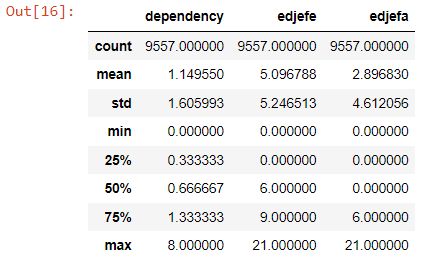 Out[16]:
dependency edjefe edjefa
count 9557.000000 9557.000000 9557.000000
mean 1.149550 5.096788 2.896830
std 1.605993 5.246513 4.612056
min 0.000000 0.000000 0.000000
25% 0.333333 0.000000 0.000000
50% 0.666667 6.000000 0.000000
75% 1.333333 9.000000 6.000000
max 8.000000 21.000000 21.000000